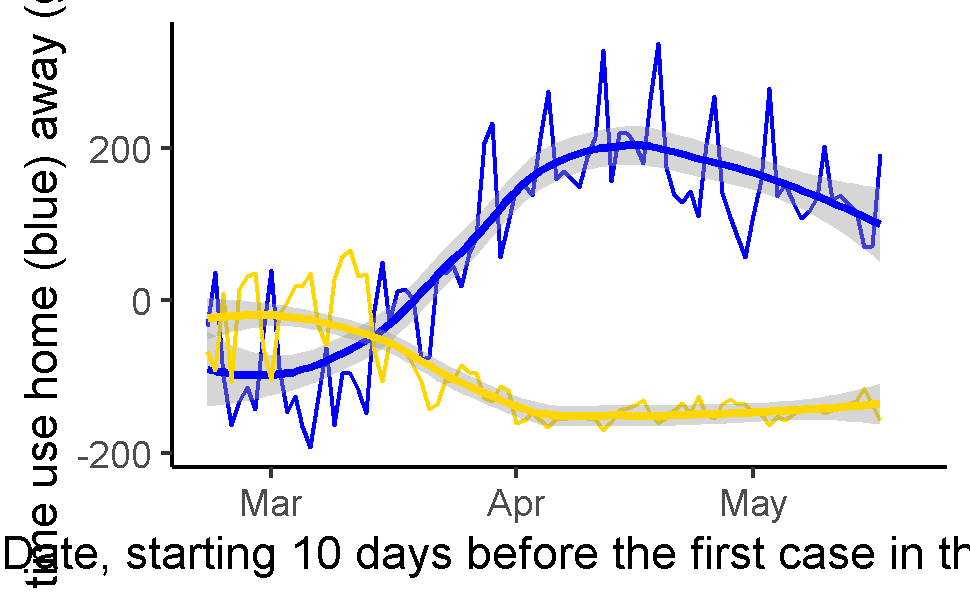 time use home (blue) away (
200
0
-200
Mar Apr May
Date, starting 10 days before the first case in th